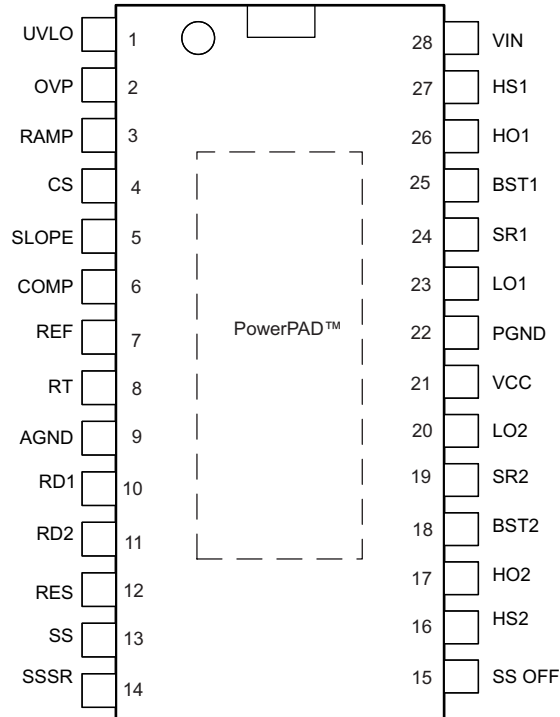 UVLO 1 28 VIN
OVP 2 27 HS1
RAMP 3 26 HO1
CS 4 25 BST1
SLOPE 5 24 SR1
COMP 6 23 LO1
REF 7 PowerPAD™ 22 PGND
RT 8 21 VCC
AGND 9 20 LO2
RD1 10 19 SR2
RD2 11 18 BST2
RES 12 17 HO2
SS 13 16 HS2
SSSR 14 15 SS OFF